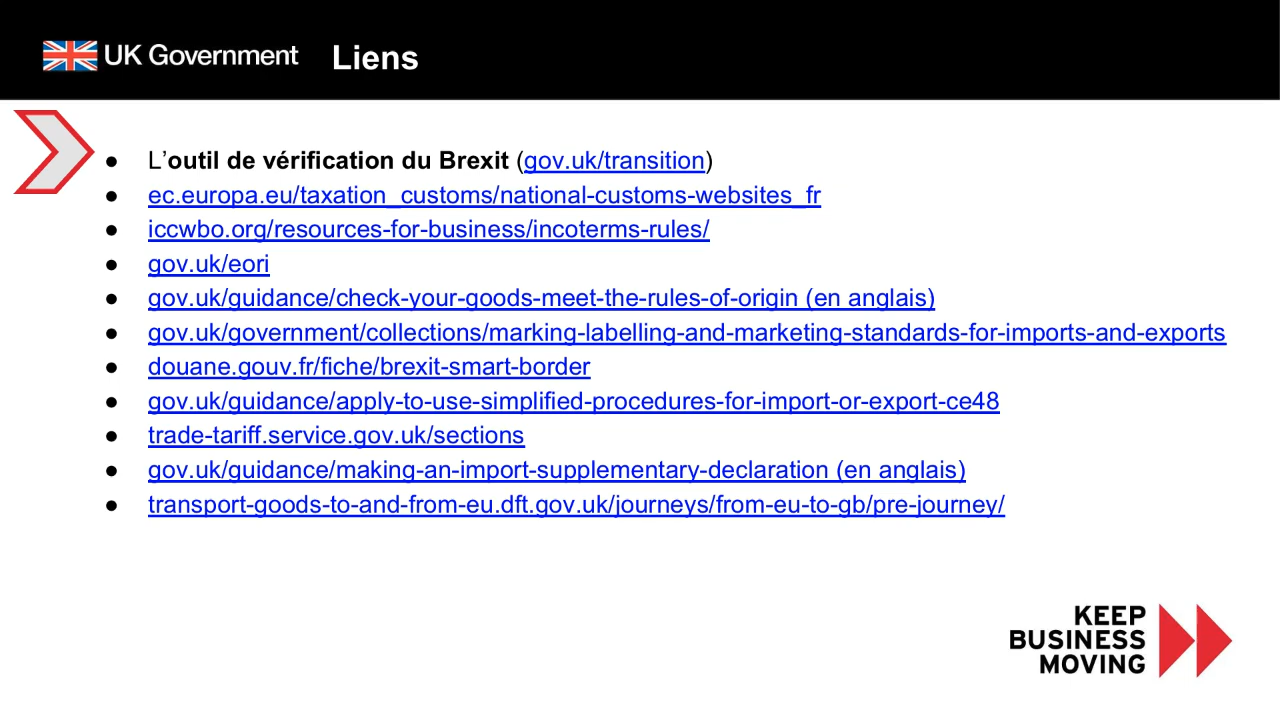 UK Government Liens
● L’outil de vérification du Brexit (gov.uk/transition)
● ec.europa.eu/taxation_customs/national-customs-websites_fr
● iccwbo.org/resources-for-business/incoterms-rules/
● gov.uk/eori
● gov.uk/guidance/check-your-goods-meet-the-rules-of-origin (en anglais)
● gov.uk/government/collections/marking-labelling-and-marketing-standards-for-imports-and-exports
● douane.gouv.fr/fiche/brexit-smart-border
● gov.uk/guidance/apply-to-use-simplified-procedures-for-import-or-export-ce48
● trade-tariff.service.gov.uk/sections
● gov.uk/guidance/making-an-import-supplementary-declaration (en anglais)
● transport-goods-to-and-from-eu.dft.gov.uk/journeys/from-eu-to-gb/pre-journey/
KEEP
BUSINESS
MOVING